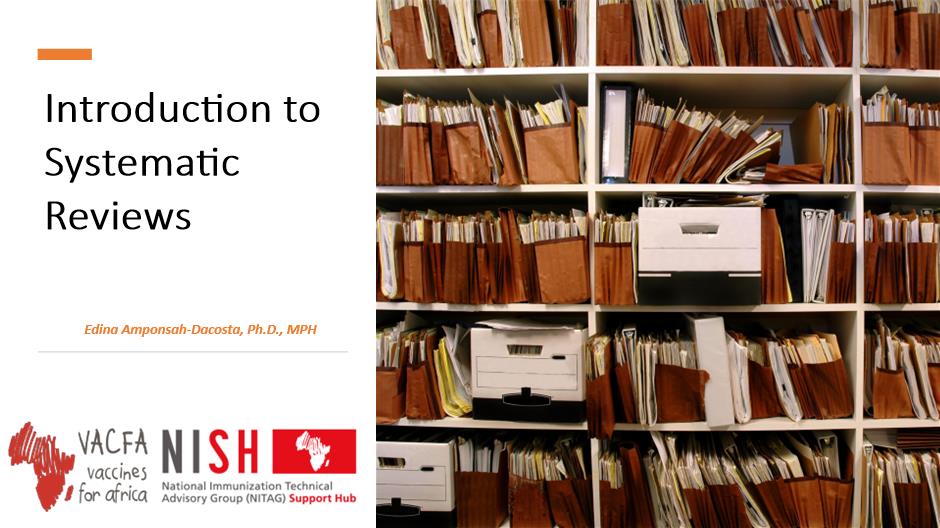 Introduction to
Systematic
Reviews
Edina Amponsah-Dacosta, Ph.D., MPH
VACFA
vaccines
for africa
NISH
National Immunization Technical
Advisory Group (NITAG) Support Hub